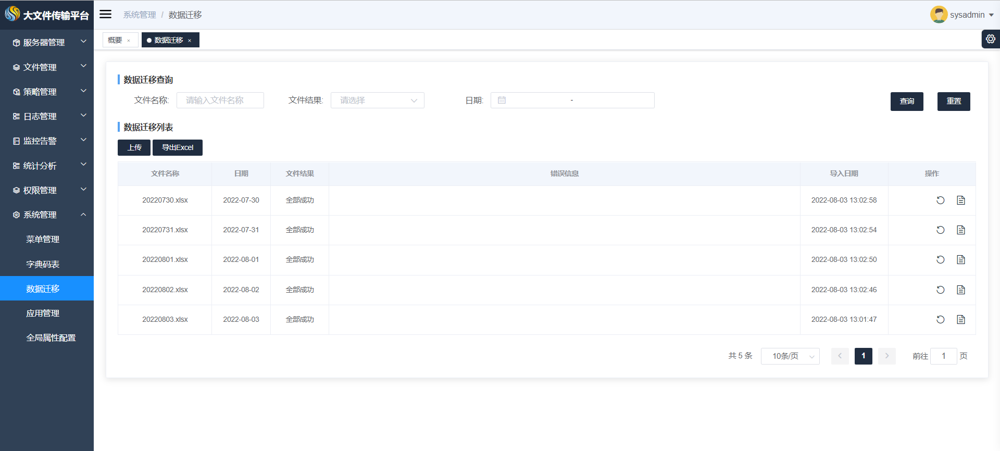 大文件传输平台
系统管理 / 数据迁移
sysadmin
概要 ×
数据迁移 ×
服务器管理
文件管理
策略管理
日志管理
监控告警
统计分析
权限管理
系统管理
菜单管理
字典码表
数据迁移
应用管理
全局属性配置
数据迁移查询
文件名称: 请输入文件名称 文件结果: 请选择 日期: - 查询 重置
数据迁移列表
上传 导出Excel
文件名称 日期 文件结果 错误信息 导入日期 操作
20220730.xlsx 2022-07-30 全部成功 2022-08-03 13:02:58
20220731.xlsx 2022-07-31 全部成功 2022-08-03 13:02:54
20220801.xlsx 2022-08-01 全部成功 2022-08-03 13:02:50
20220802.xlsx 2022-08-02 全部成功 2022-08-03 13:02:46
20220803.xlsx 2022-08-03 全部成功 2022-08-03 13:01:47
共 5 条 10条/页 1 前往 1 页